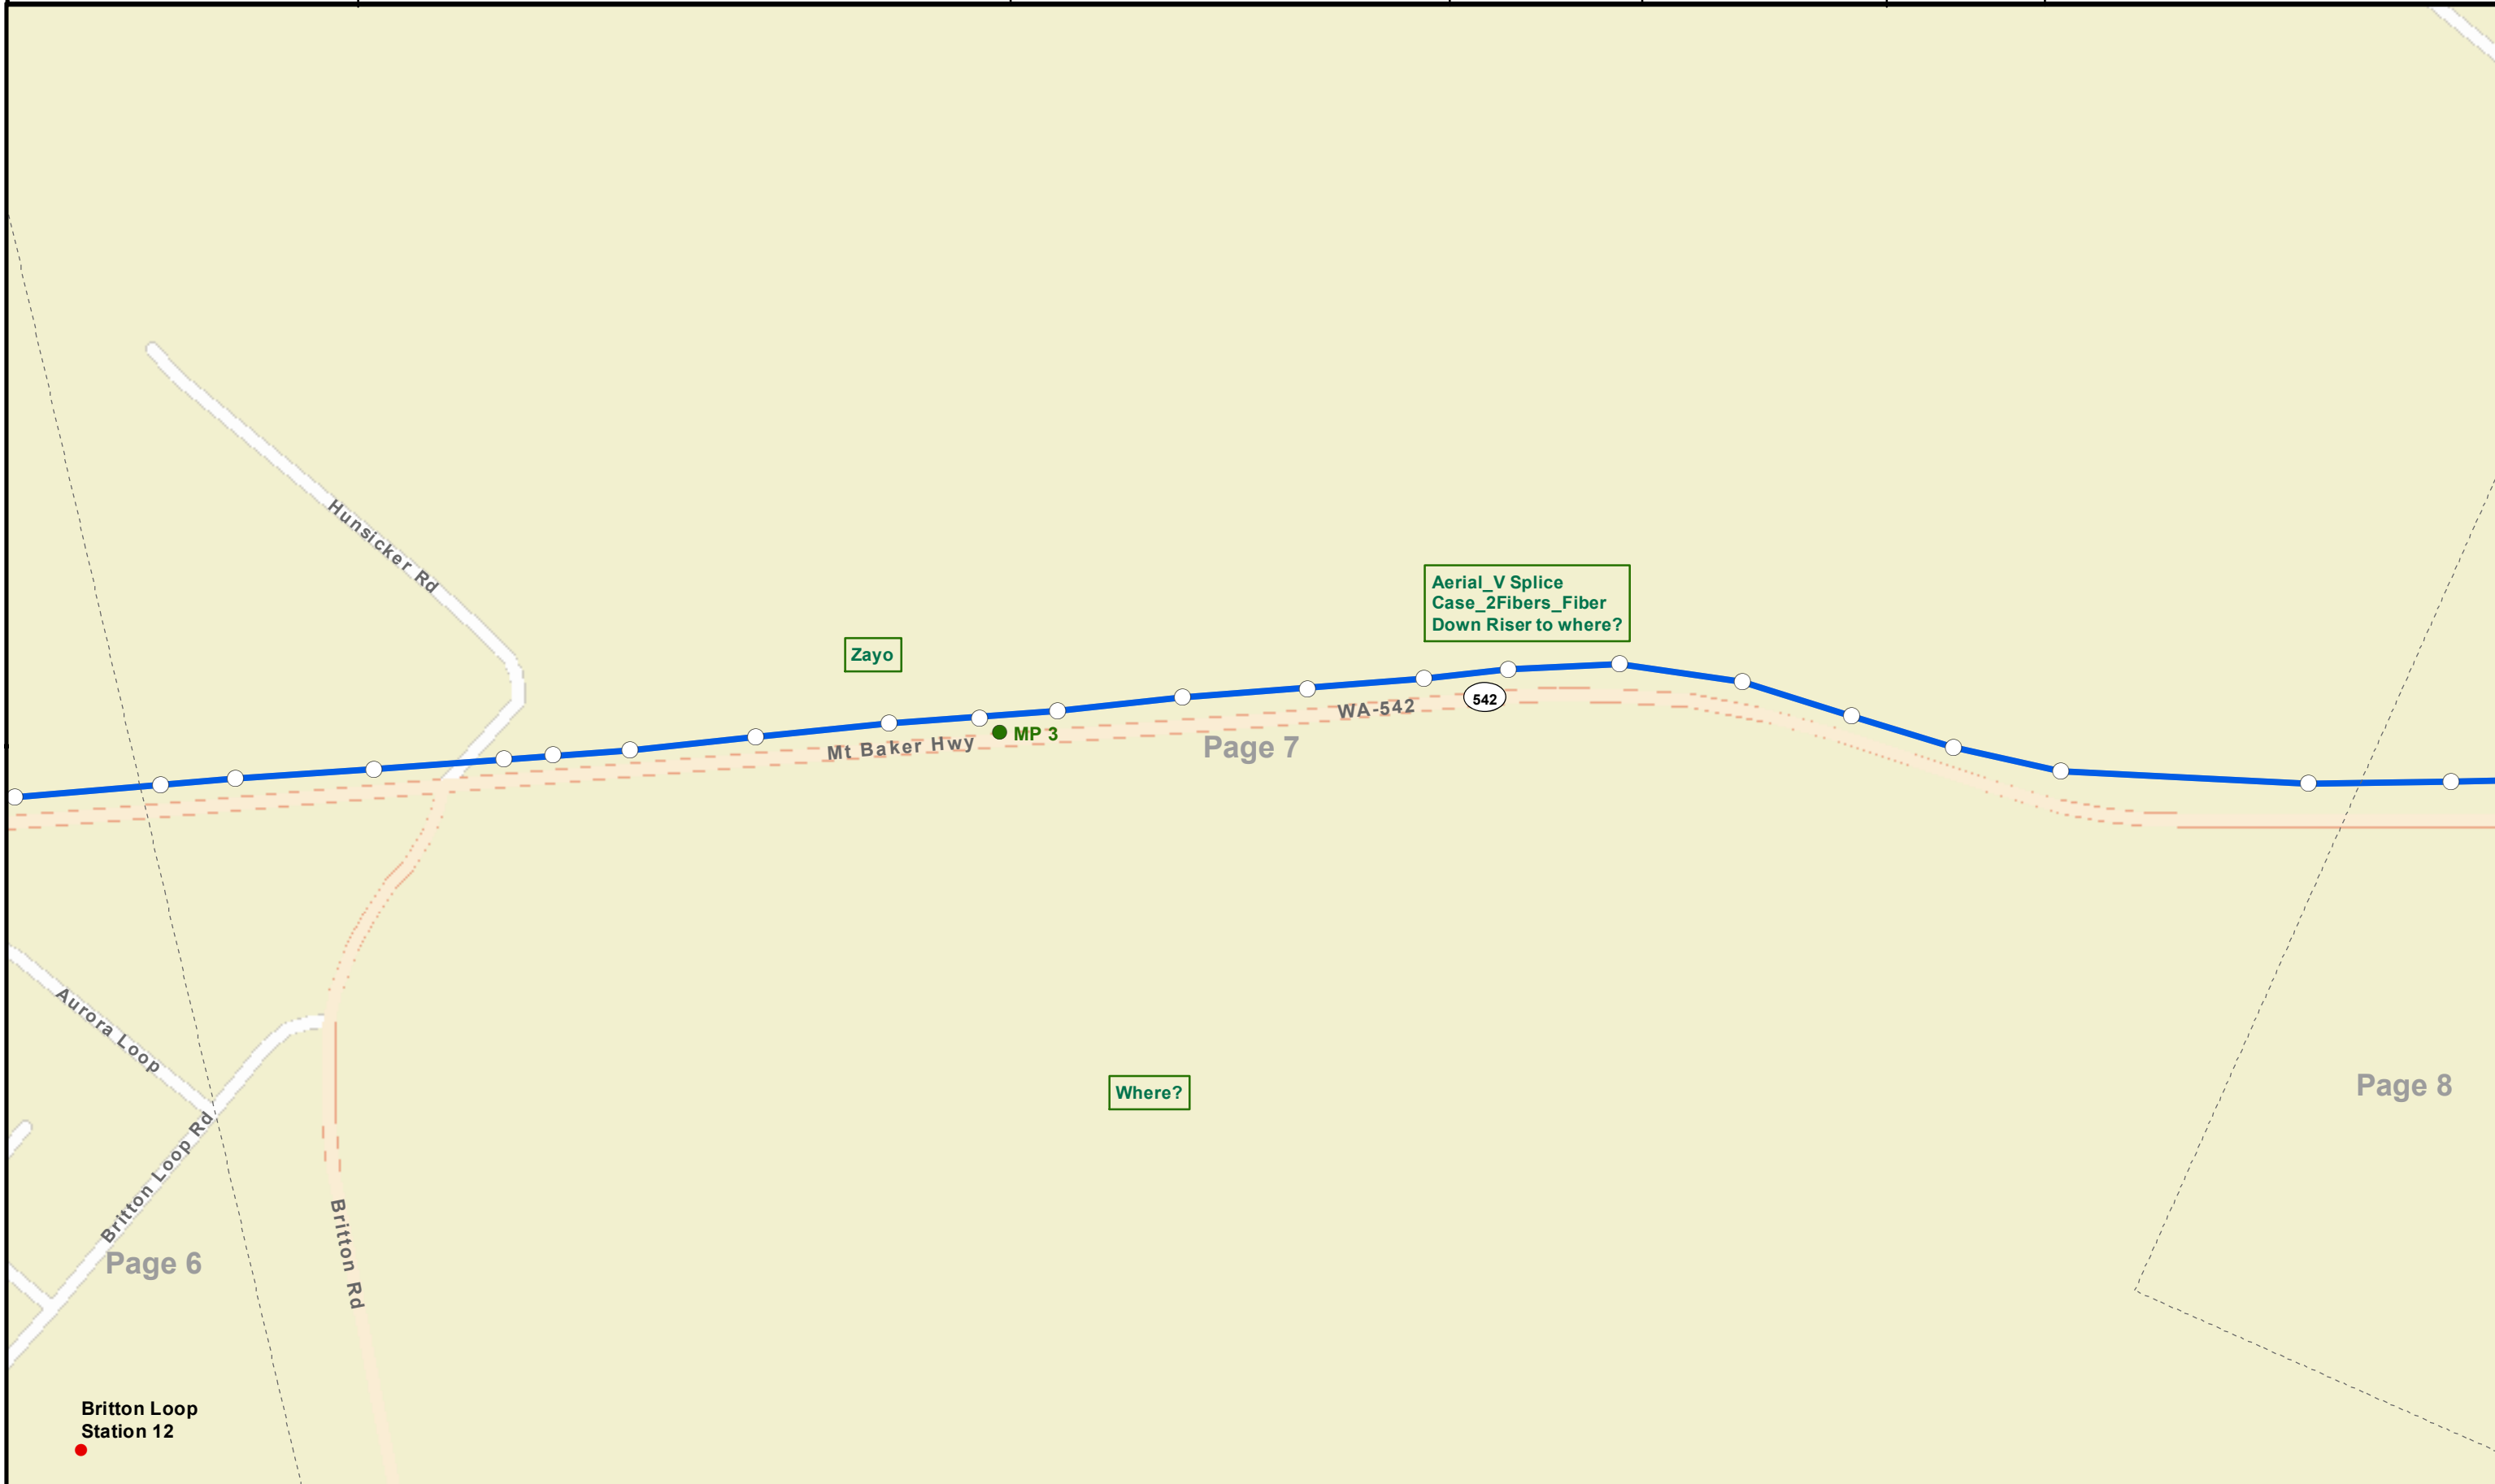 Hunsicker Rd
Aerial_V Splice
Case_2Fibers_Fiber
Down Riser to where?
Zayo
542
WA-542
MP 3
Mt Baker Hwy
Page 7
Aurora Loop
Where?
Page 8
Britton Loop Rd
Britton Rd
Page 6
Britton Loop
Station 12